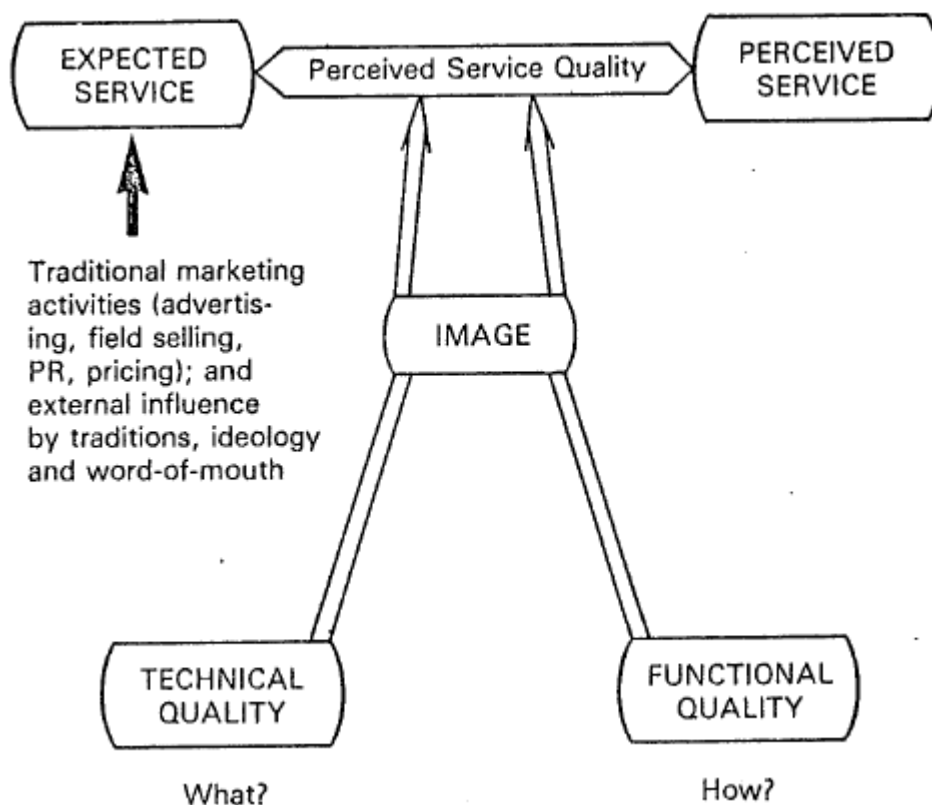 EXPECTED
SERVICE
Perceived Service Quality
PERCEIVED
SERVICE
Traditional marketing
activities (advertis-
ing, field selling,
PR, pricing); and
external influence
by traditions, ideology
and word-of-mouth
IMAGE
TECHNICAL
QUALITY
FUNCTIONAL
QUALITY
What?
How?